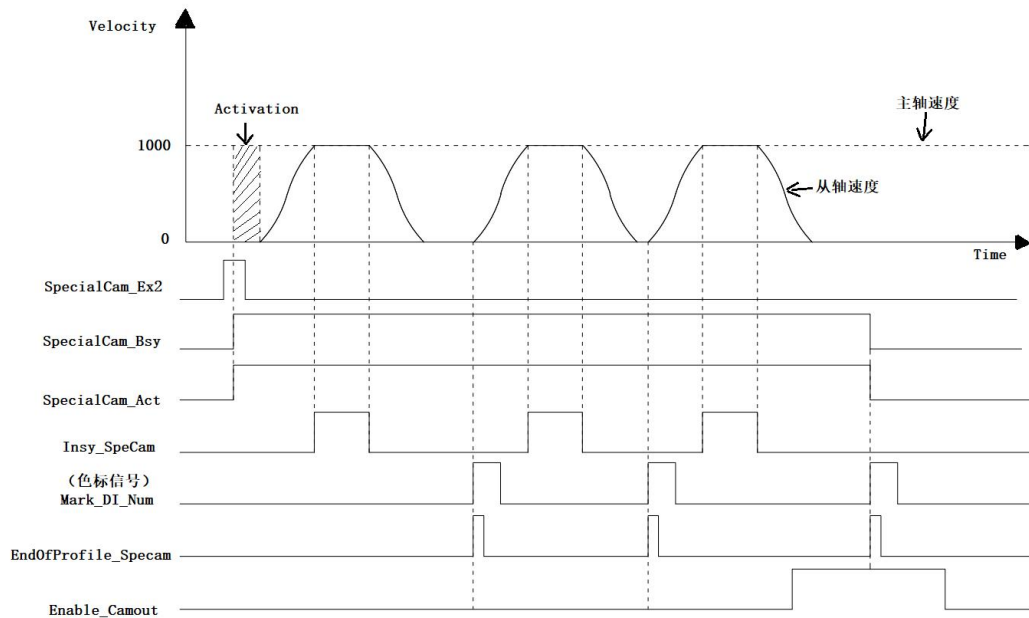 Velocity
主轴速度
Activation
1000
从轴速度
0
Time
SpecialCam_Ex2
SpecialCam_Bsy
SpecialCam_Act
Insy_SpeCam
（色标信号）
Mark_DI_Num
EndOfProfile_Specam
Enable_Camout